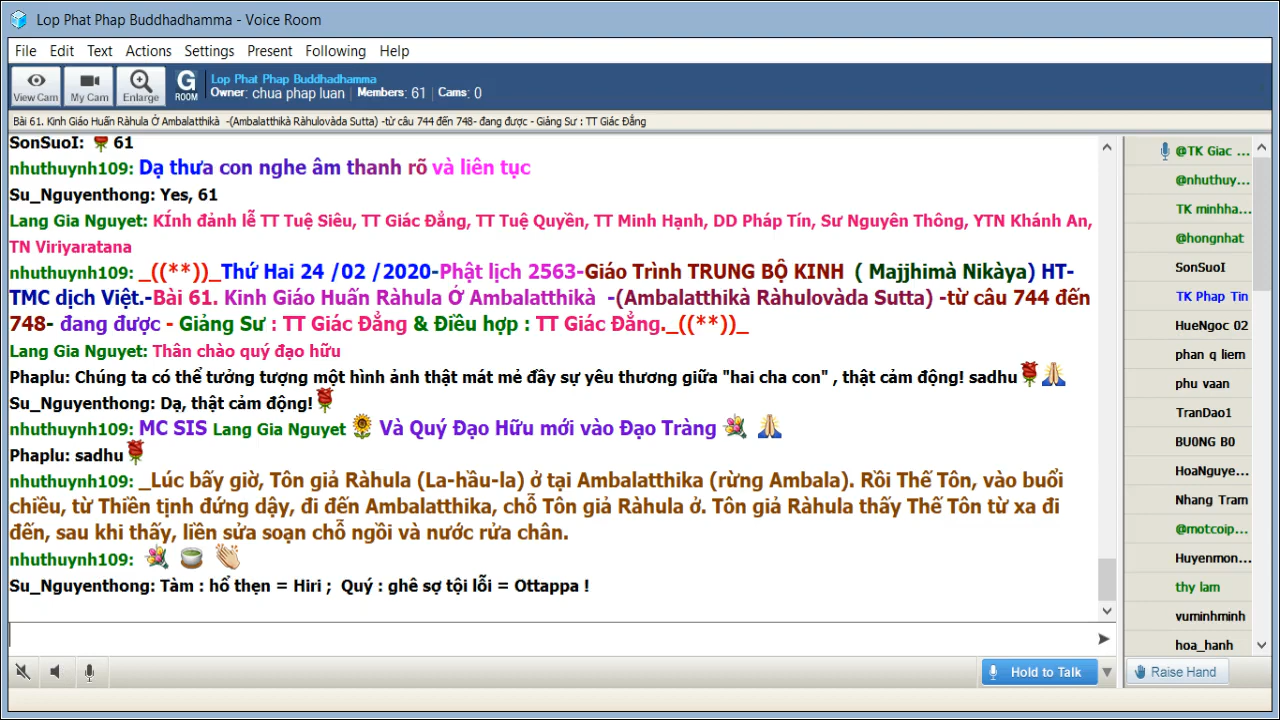 Lop Phat Phap Buddhadhamma - Voice Room
File Edit Text Actions Settings Present Following Help
View Cam My Cam Enlarge G ROOM
Lop Phat Phap Buddhadhamma
Owner: chua phap luan | Members: 61 | Cams: 0
Bài 61. Kinh Giáo Huấn Ràhula Ở Ambalatthikà -(Ambalatthikà Ràhulovàda Sutta) -từ câu 744 đến 748- đang được - Giảng Sư : TT Giác Đẳng
SonSuoI: 61
nhuthuynh109: Dạ thưa con nghe âm thanh rõ và liên tục
Su_Nguyenthong: Yes, 61
Lang Gia Nguyet: KÍnh đảnh lễ TT Tuệ Siêu, TT Giác Đẳng, TT Tuệ Quyền, TT Minh Hạnh, DD Pháp Tín, Sư Nguyên Thông, YTN Khánh An,
TN Viriyaratana
nhuthuynh109: _((**))_Thứ Hai 24 /02 /2020-Phật lịch 2563-Giáo Trình TRUNG BỘ KINH ( Majjhimà Nikàya) HT-
TMC dịch Việt.-Bài 61. Kinh Giáo Huấn Ràhula Ở Ambalatthikà -(Ambalatthikà Ràhulovàda Sutta) -từ câu 744 đến
748- đang được - Giảng Sư : TT Giác Đẳng & Điều hợp : TT Giác Đẳng._((**))_
Lang Gia Nguyet: Thân chào quý đạo hữu
Phaplu: Chúng ta có thể tưởng tượng một hình ảnh thật mát mẻ đầy sự yêu thương giữa "hai cha con" , thật cảm động! sadhu
Su_Nguyenthong: Dạ, thật cảm động!
nhuthuynh109: MC SIS Lang Gia Nguyet Và Quý Đạo Hữu mới vào Đạo Tràng
Phaplu: sadhu
nhuthuynh109: _Lúc bấy giờ, Tôn giả Ràhula (La-hầu-la) ở tại Ambalatthika (rừng Ambala). Rồi Thế Tôn, vào buổi
chiều, từ Thiền tịnh đứng dậy, đi đến Ambalatthika, chỗ Tôn giả Ràhula ở. Tôn giả Ràhula thấy Thế Tôn từ xa đi
đến, sau khi thấy, liền sửa soạn chỗ ngồi và nước rửa chân.
nhuthuynh109:
Su_Nguyenthong: Tàm : hổ thẹn = Hiri ; Quý : ghê sợ tội lỗi = Ottappa !
@TK Giac ...
@nhuthuy...
TK minhha...
@hongnhat
SonSuoI
TK Phap Tin
HueNgoc 02
phan q liem
phu vaan
TranDao1
BU0NG B0
HoaNguye...
Nhang Tram
@motcoip...
Huyenmon...
thy lam
vuminhminh
hoa_hanh
Hold to Talk
Raise Hand